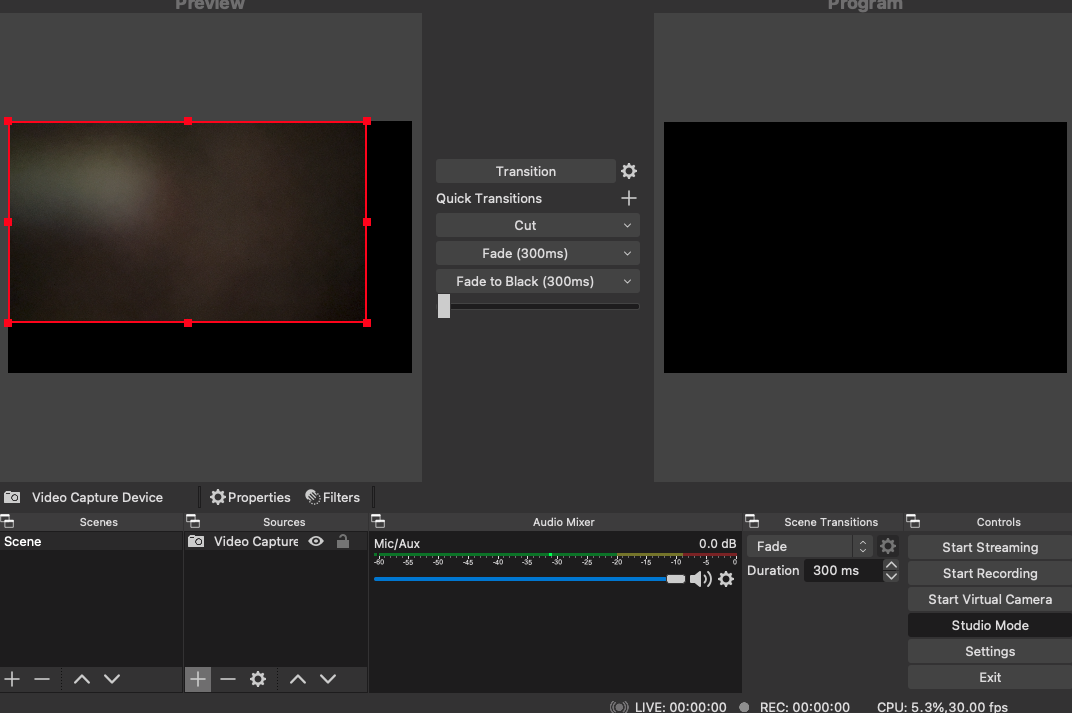 Preview
Program
Transition
Quick Transitions
Cut
Fade (300ms)
Fade to Black (300ms)
Video Capture Device
Properties
Filters
Scenes
Sources
Audio Mixer
Scene Transitions
Controls
Scene
Video Capture
Mic/Aux
0.0 dB
-60 -55 -50 -45 -40 -35 -30 -25 -20 -15 -10 -5 0
Fade
Duration
300 ms
Start Streaming
Start Recording
Start Virtual Camera
Studio Mode
Settings
Exit
LIVE: 00:00:00
REC: 00:00:00
CPU: 5.3%,30.00 fps